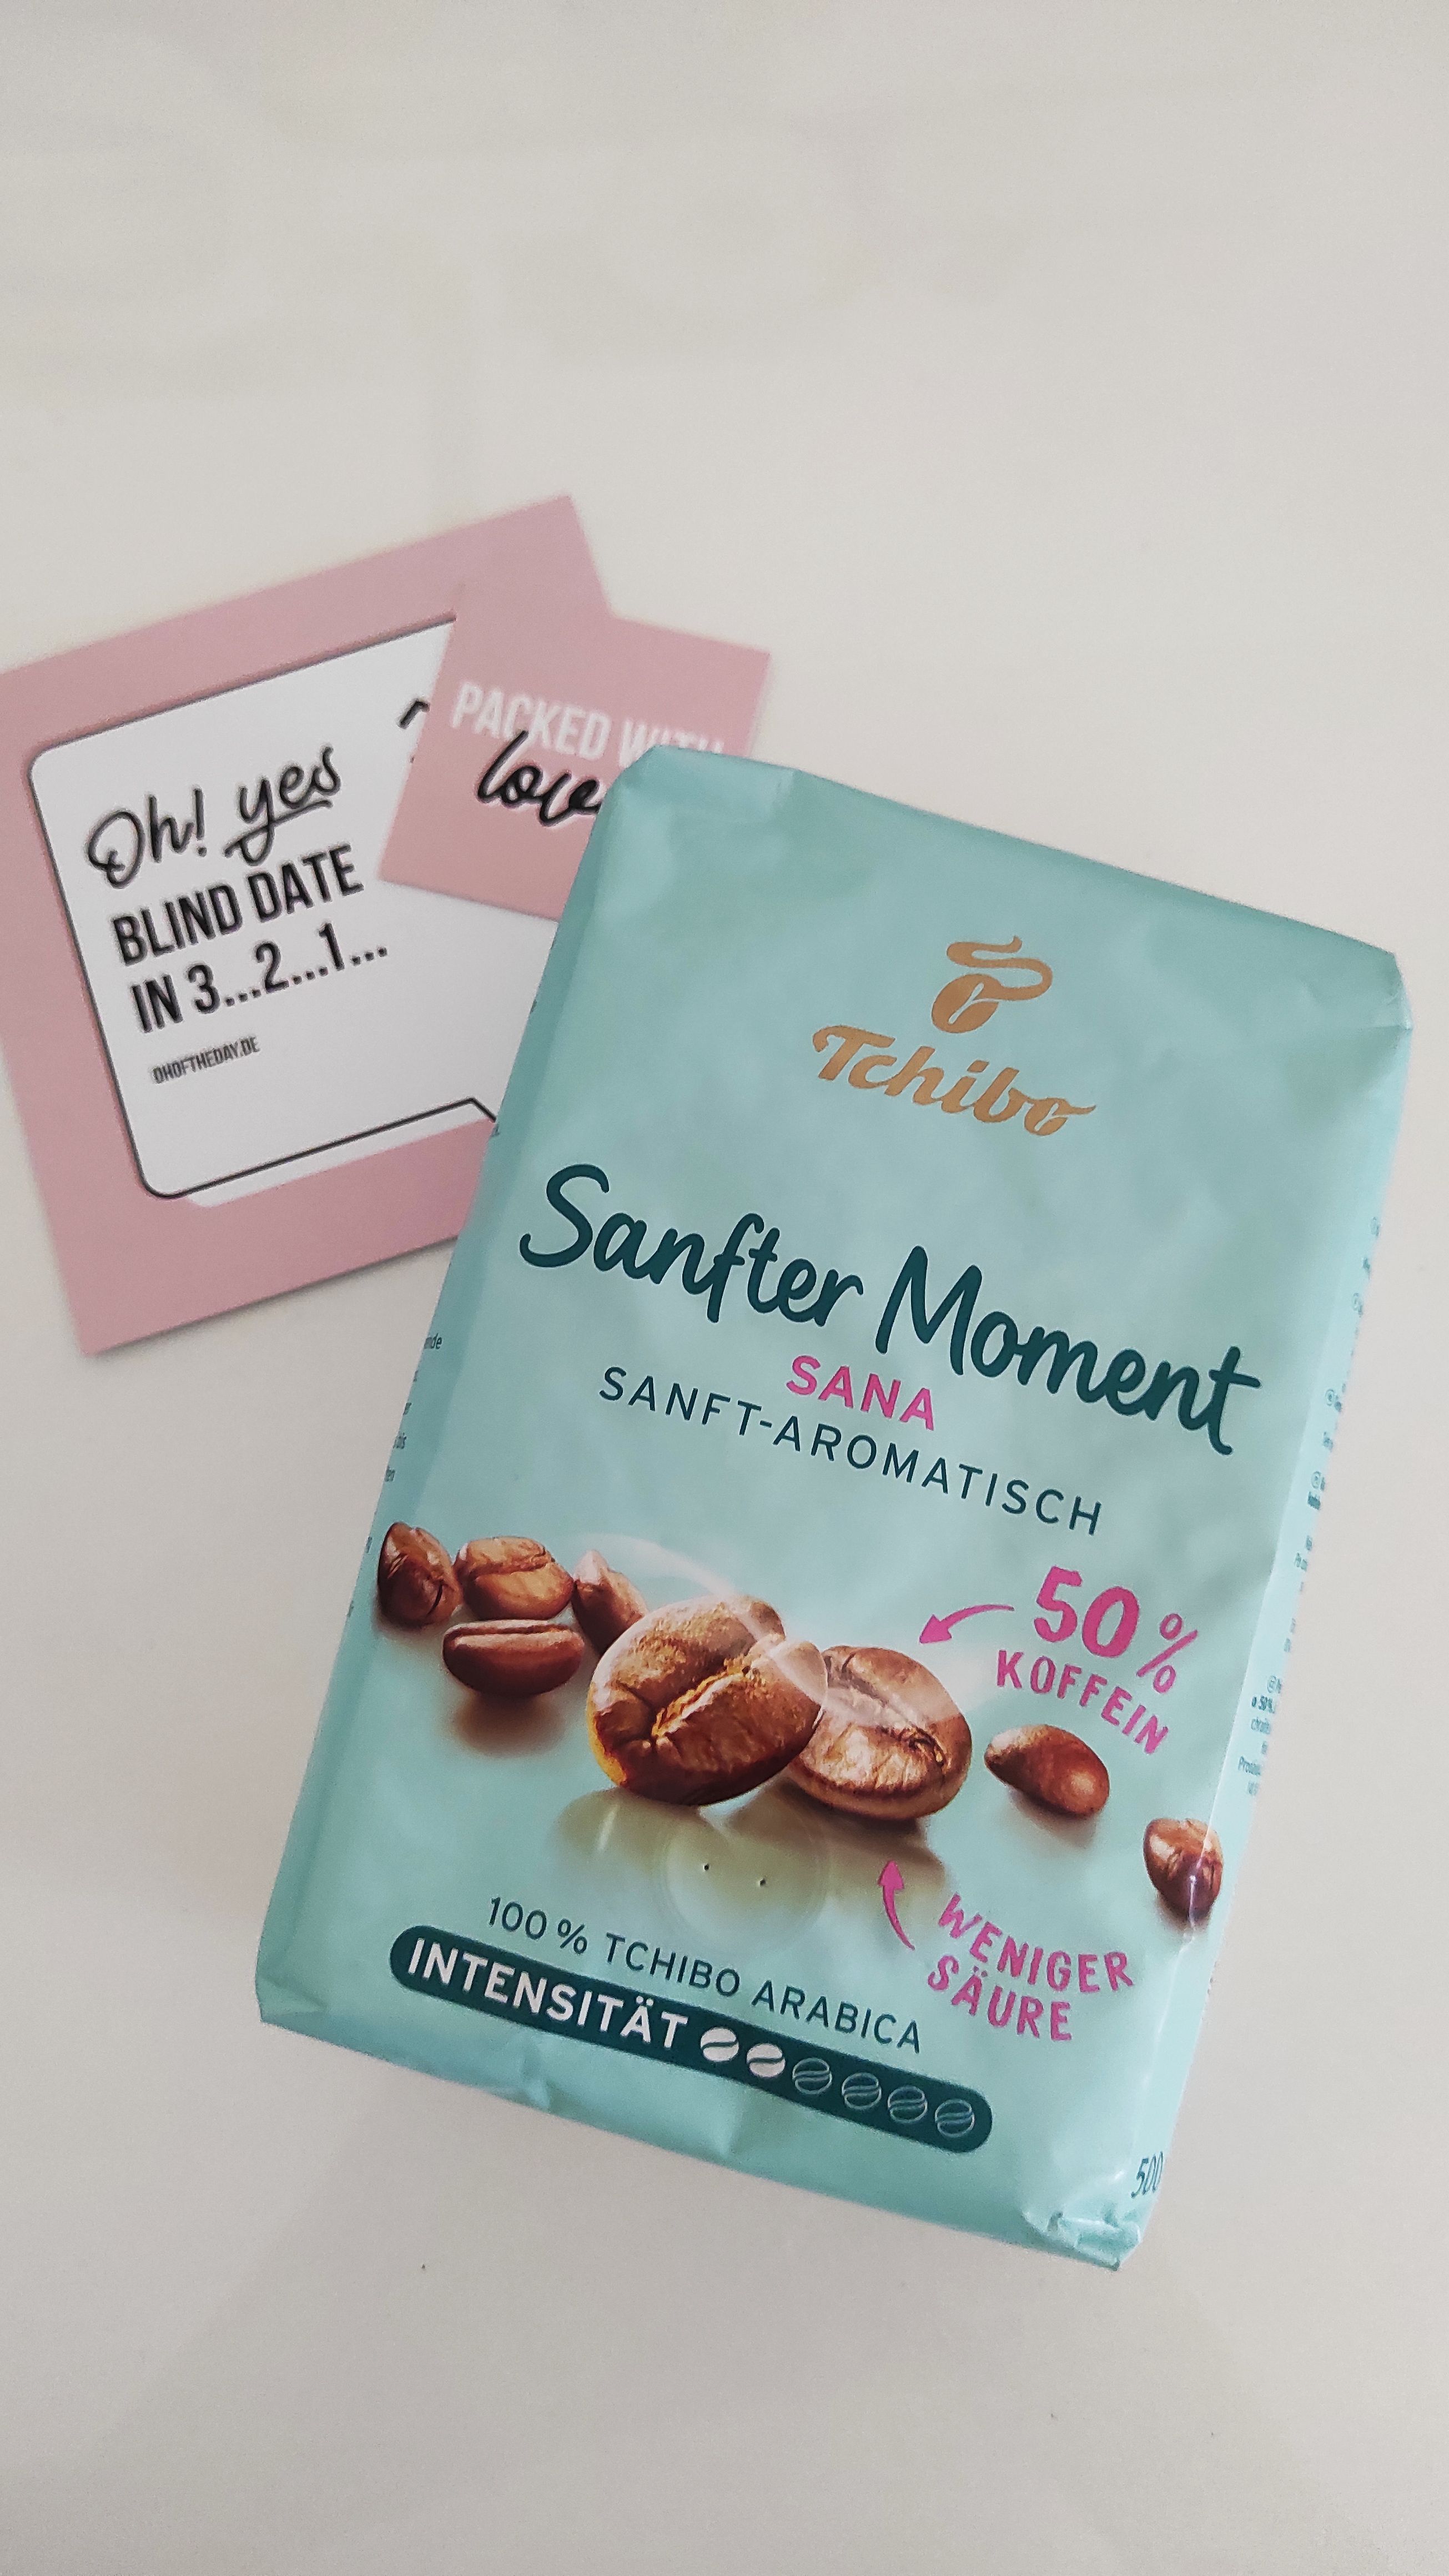 Oh! yes
BLIND DATE
IN 3...2...1...
OHOFTHEDAY.DE
PACKED WITH
Tchibo
Sanfter Moment
SANA
SANFT-AROMATISCH
50%
KOFFEIN
WENIGER
SÄURE
100 % TCHIBO ARABICA
INTENSITÄT
500